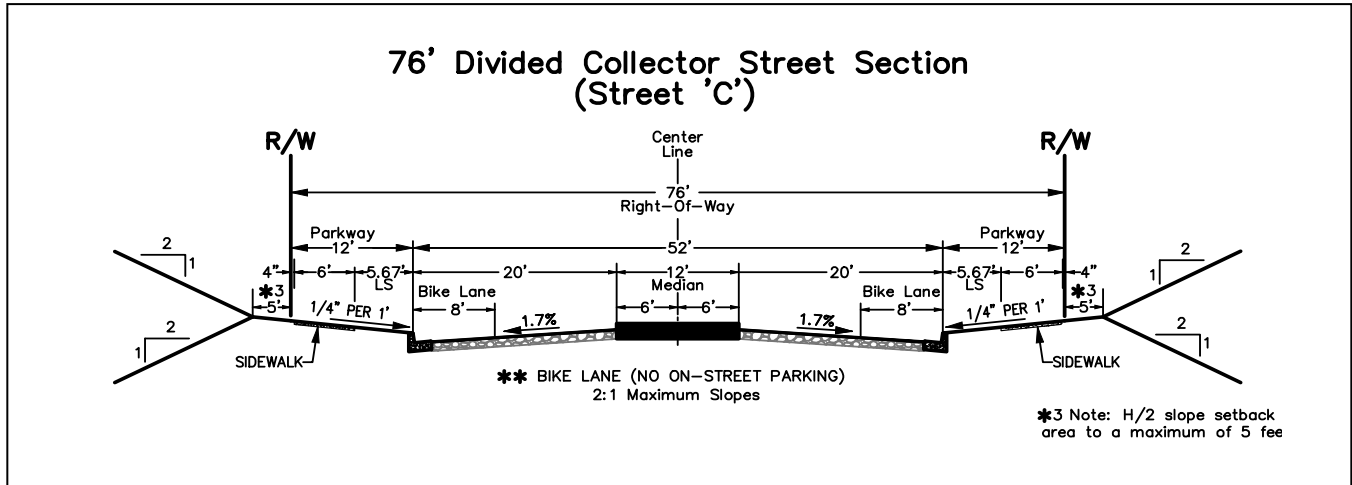 76' Divided Collector Street Section
(Street 'C')
R/W
Center
Line
R/W
76'
Right-Of-Way
Parkway
12'
52'
Parkway
12'
2
1
4"
6'
5.67'
LS
20'
12'
Median
20'
5.67'
LS
6'
4"
2
1
*3
5'
1/4" PER 1'
Bike Lane
8'
1.7%
6'
6'
1.7%
Bike Lane
8'
1/4" PER 1'
*3
5'
2
1
SIDEWALK
SIDEWALK
2
1
** BIKE LANE (NO ON-STREET PARKING)
2:1 Maximum Slopes
*3 Note: H/2 slope setback
area to a maximum of 5 fee